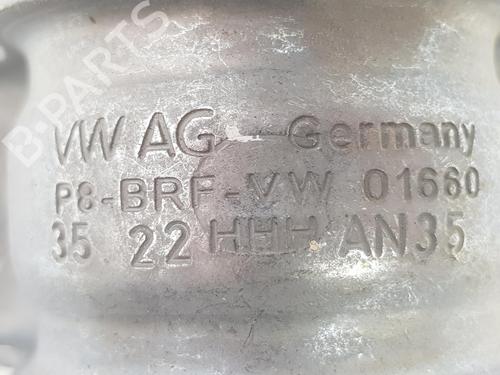 B-PARTS
VW AG Germany
P8-BRF-VW 01660
35 22 HHH AN35